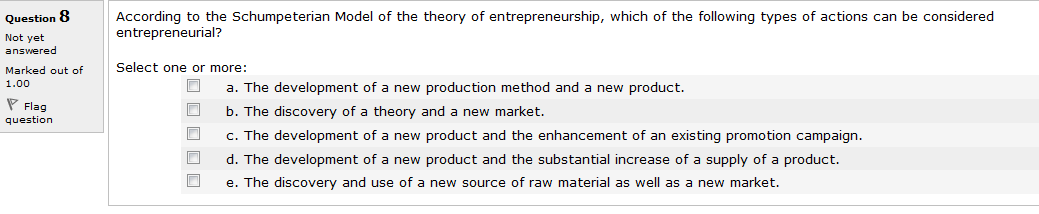 Question 8
Not yet
answered
Marked out of
1.00
Flag
question
According to the Schumpeterian Model of the theory of entrepreneurship, which of the following types of actions can be considered
entrepreneurial?
Select one or more:
a. The development of a new production method and a new product.
b. The discovery of a theory and a new market.
c. The development of a new product and the enhancement of an existing promotion campaign.
d. The development of a new product and the substantial increase of a supply of a product.
e. The discovery and use of a new source of raw material as well as a new market.